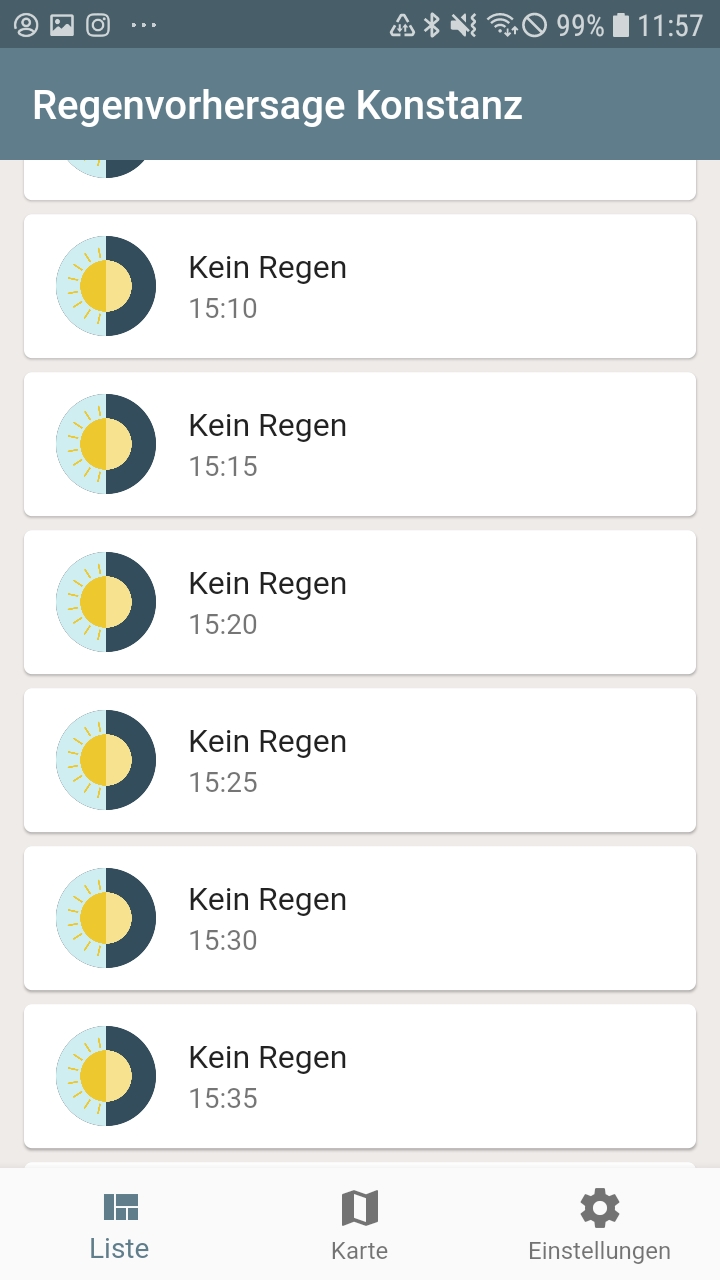 99% 11:57
Regenvorhersage Konstanz
Kein Regen
15:10
Kein Regen
15:15
Kein Regen
15:20
Kein Regen
15:25
Kein Regen
15:30
Kein Regen
15:35
Liste Karte Einstellungen